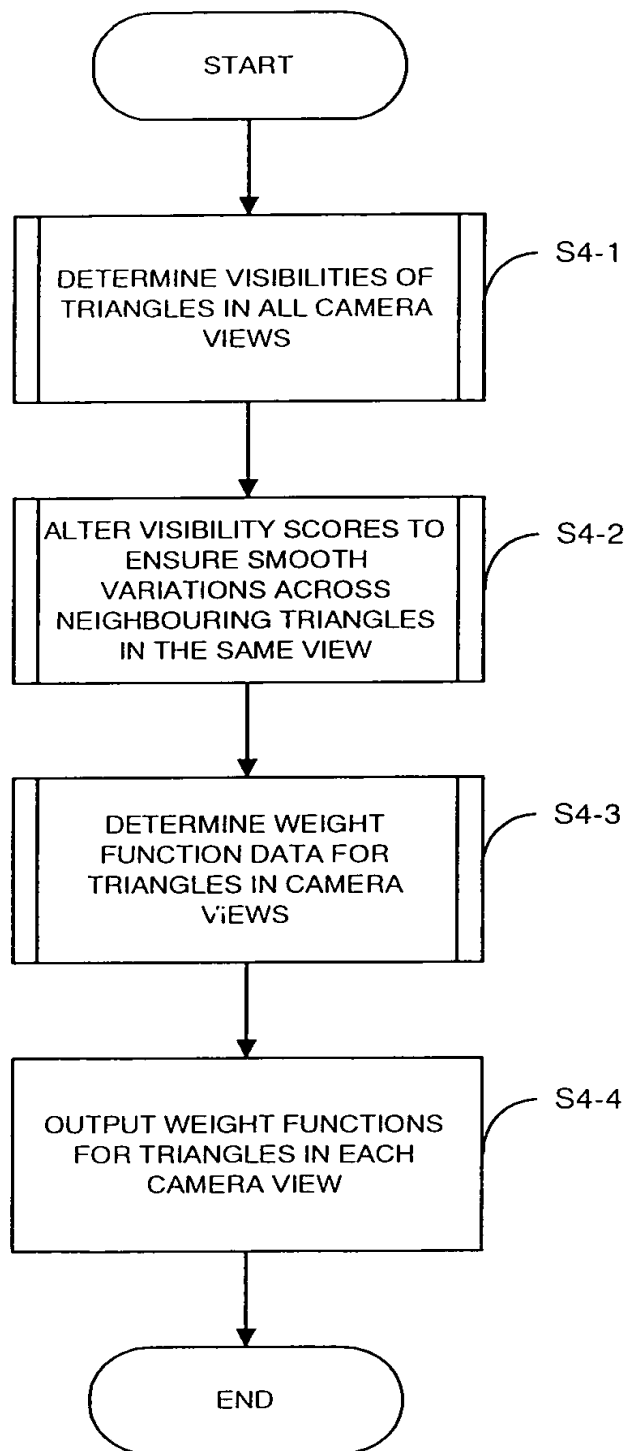 START
DETERMINE VISIBILITIES OF
TRIANGLES IN ALL CAMERA
VIEWS
S4-1
ALTER VISIBILITY SCORES TO
ENSURE SMOOTH
VARIATIONS ACROSS
NEIGHBOURING TRIANGLES
IN THE SAME VIEW
S4-2
DETERMINE WEIGHT
FUNCTION DATA FOR
TRIANGLES IN CAMERA
ViEWS
S4-3
OUTPUT WEIGHT FUNCTIONS
FOR TRIANGLES IN EACH
CAMERA VIEW
S4-4
END